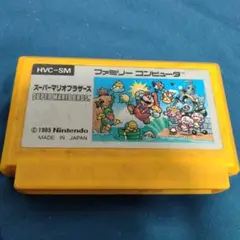 HVC-SM
ファミリー コンピュータ
スーパーマリオブラザーズ
SUPER MARIO BROS.
© 1985 Nintendo
MADE IN JAPAN